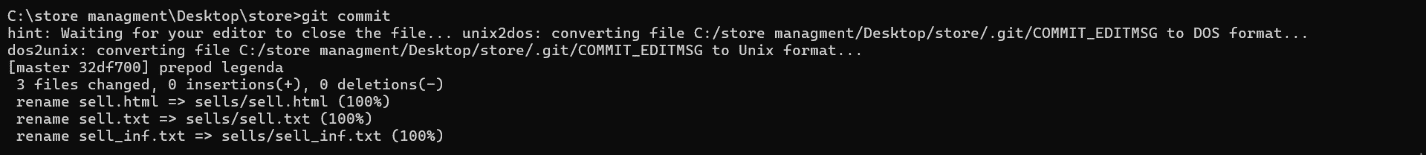 C:\store managment\Desktop\store>git commit
hint: Waiting for your editor to close the file... unix2dos: converting file C:/store managment/Desktop/store/.git/COMMIT_EDITMSG to DOS format...
dos2unix: converting file C:/store managment/Desktop/store/.git/COMMIT_EDITMSG to Unix format...
[master 32df700] prepod legenda
 3 files changed, 0 insertions(+), 0 deletions(-)
 rename sell.html => sells/sell.html (100%)
 rename sell.txt => sells/sell.txt (100%)
 rename sell_inf.txt => sells/sell_inf.txt (100%)